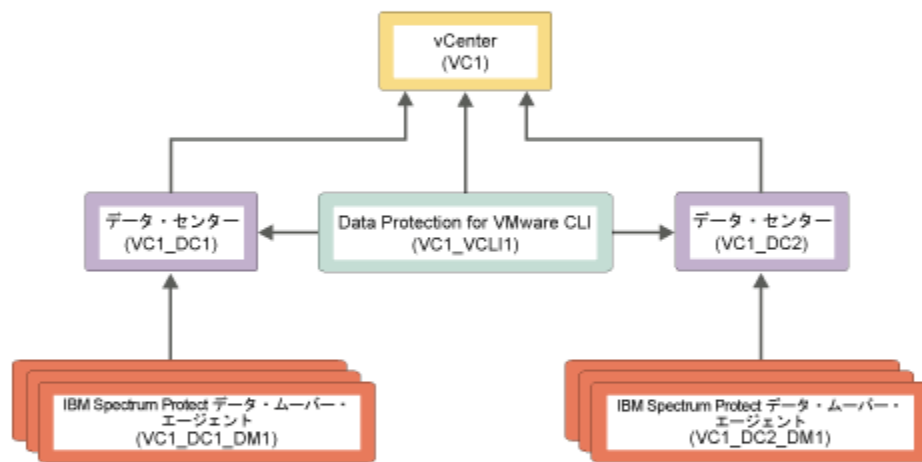 vCenter
(VC1)
データ・センター
(VC1_DC1)
Data Protection for VMware CLI
(VC1_VCLI1)
データ・センター
(VC1_DC2)
IBM Spectrum Protect データ・ムーバー・
エージェント
(VC1_DC1_DM1)
IBM Spectrum Protect データ・ムーバー・
エージェント
(VC1_DC2_DM1)